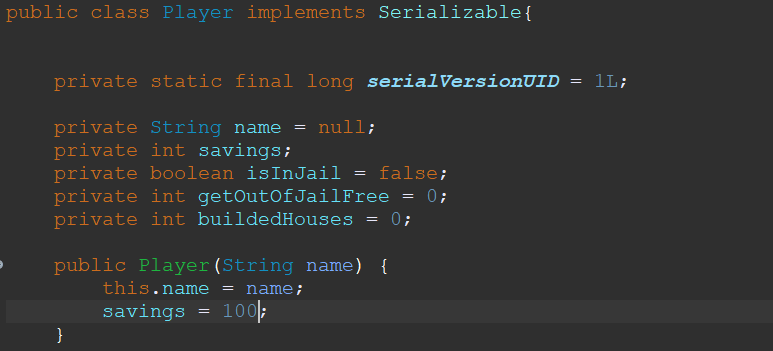 public class Player implements Serializable{
private static final long serialVersionUID = 1L;
private String name = null;
private int savings;
private boolean isInJail = false;
private int getOutOfJailFree = 0;
private int buildedHouses = 0;
public Player(String name) {
this.name = name;
savings = 100;
}